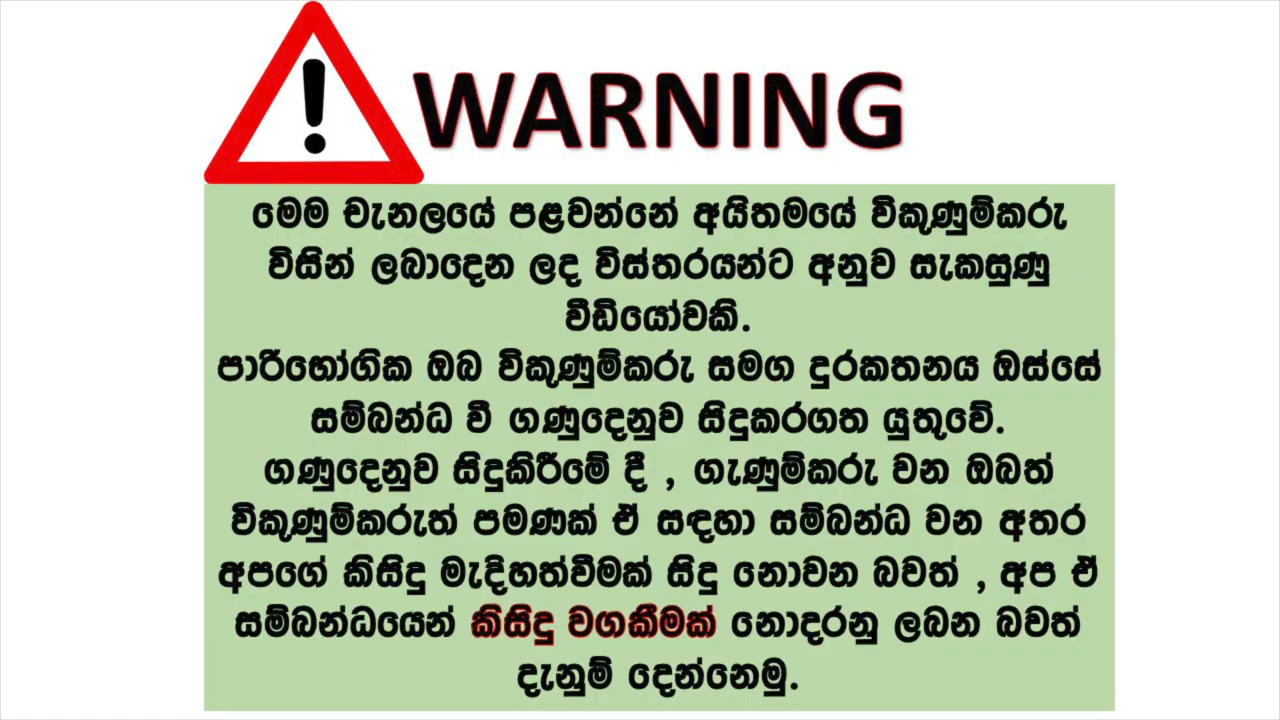 WARNING
මෙම චැනලයේ පළවන්නේ අයිතමයේ විකුණුම්කරු
විසින් ලබාදෙන ලද විස්තරයන්ට අනුව සැකසුණු
වීඩියෝවකි.
පාරිභෝගික ඔබ විකුණුම්කරු සමග දුරකතනය ඔස්සේ
සම්බන්ධ වී ගණුදෙනුව සිදුකරගත යුතුවේ.
ගණුදෙනුව සිදුකිරීමේ දී , ගැණුම්කරු වන ඔබත්
විකුණුම්කරුත් පමණක් ඒ සඳහා සම්බන්ධ වන අතර
අපගේ කිසිදු මැදිහත්වීමක් සිදු නොවන බවත් , අප ඒ
සම්බන්ධයෙන් කිසිදු වගකීමක් නොදරනු ලබන බවත්
දැනුම් දෙන්නෙමු.